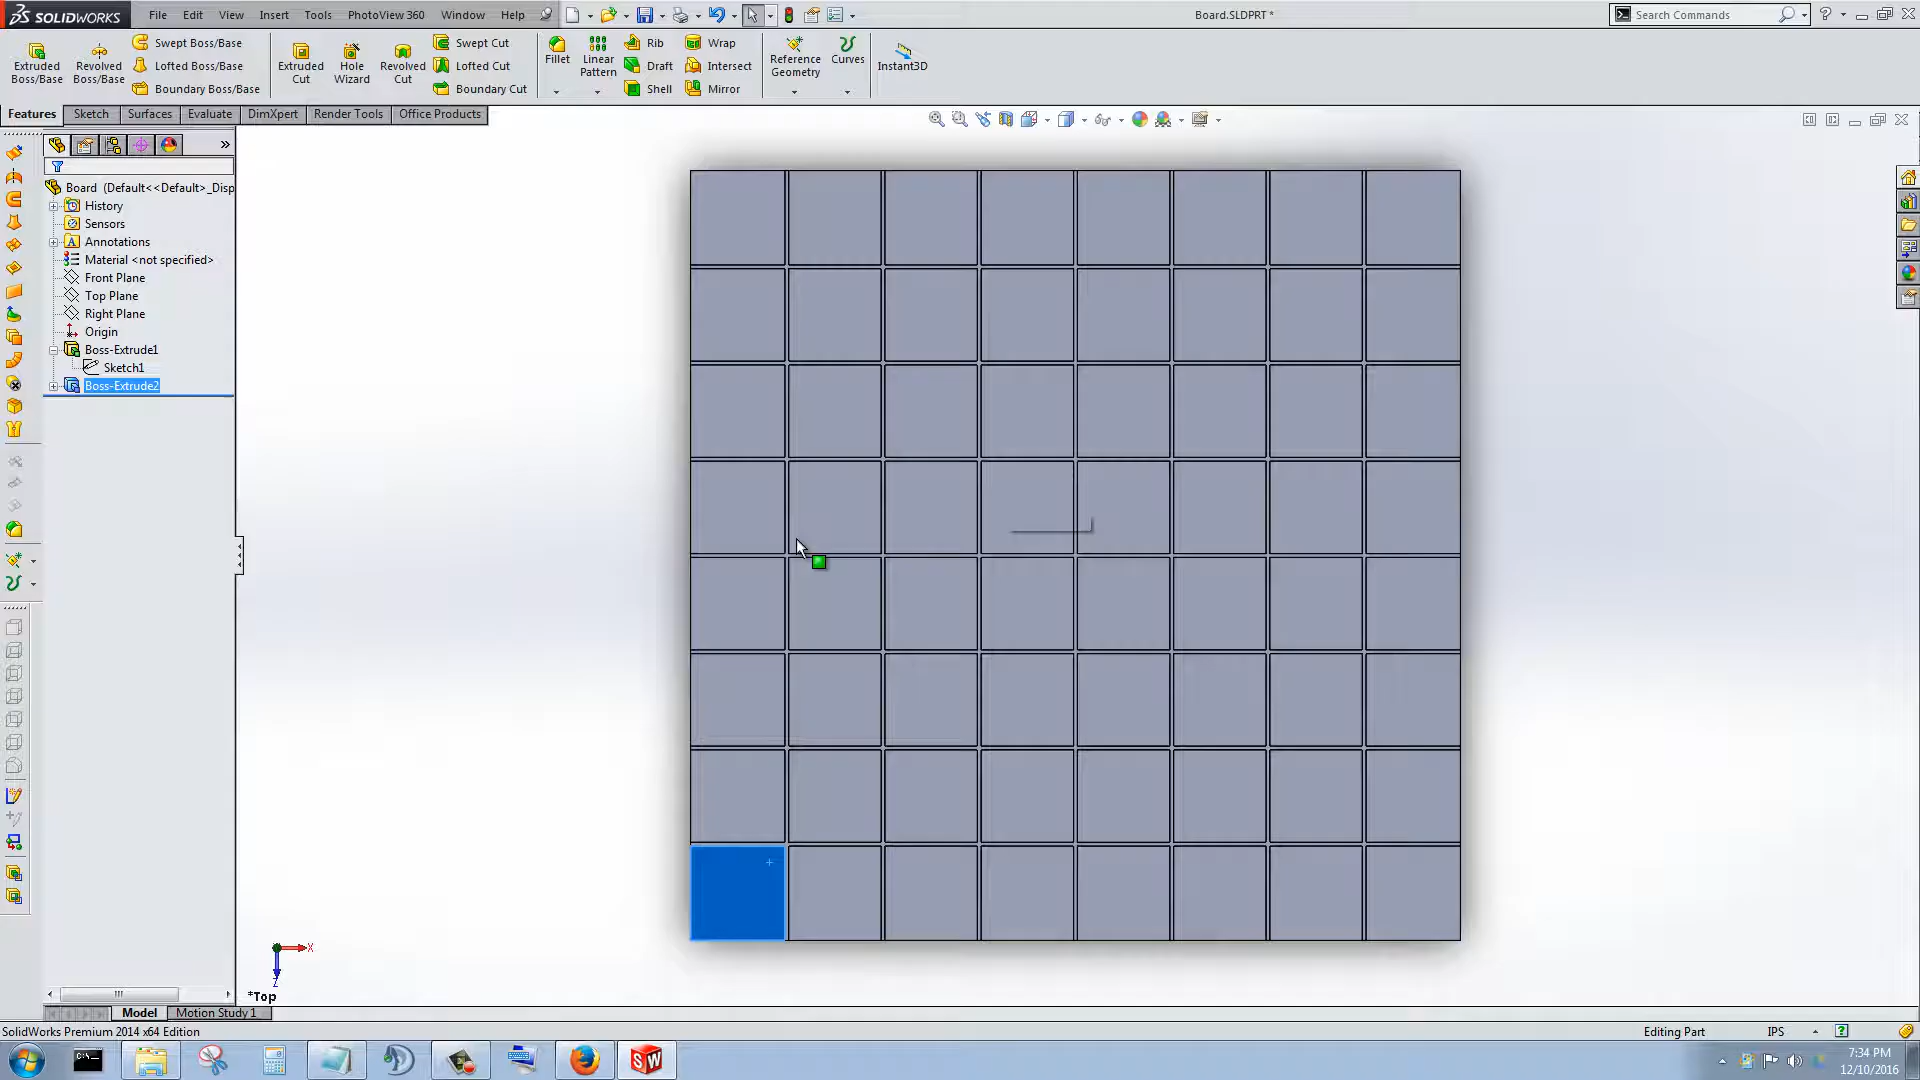 SOLIDWORKS File Edit View Insert Tools PhotoView 360 Window Help Board.SLDPRT * Search Commands ?
Extruded Boss/Base
Revolved Boss/Base
Swept Boss/Base
Lofted Boss/Base
Boundary Boss/Base
Extruded Cut
Hole Wizard
Revolved Cut
Swept Cut
Lofted Cut
Boundary Cut
Fillet
Linear Pattern
Rib
Draft
Shell
Wrap
Intersect
Mirror
Reference Geometry
Curves
Instant3D
Features Sketch Surfaces Evaluate DimXpert Render Tools Office Products
»
Board (Default<<Default>_Disp
History
Sensors
Annotations
Material <not specified>
Front Plane
Top Plane
Right Plane
Origin
Boss-Extrude1
Sketch1
Boss-Extrude2
X
Z
*Top
Model Motion Study 1
SolidWorks Premium 2014 x64 Edition Editing Part IPS ?
C:\
SW
7:34 PM
12/10/2016